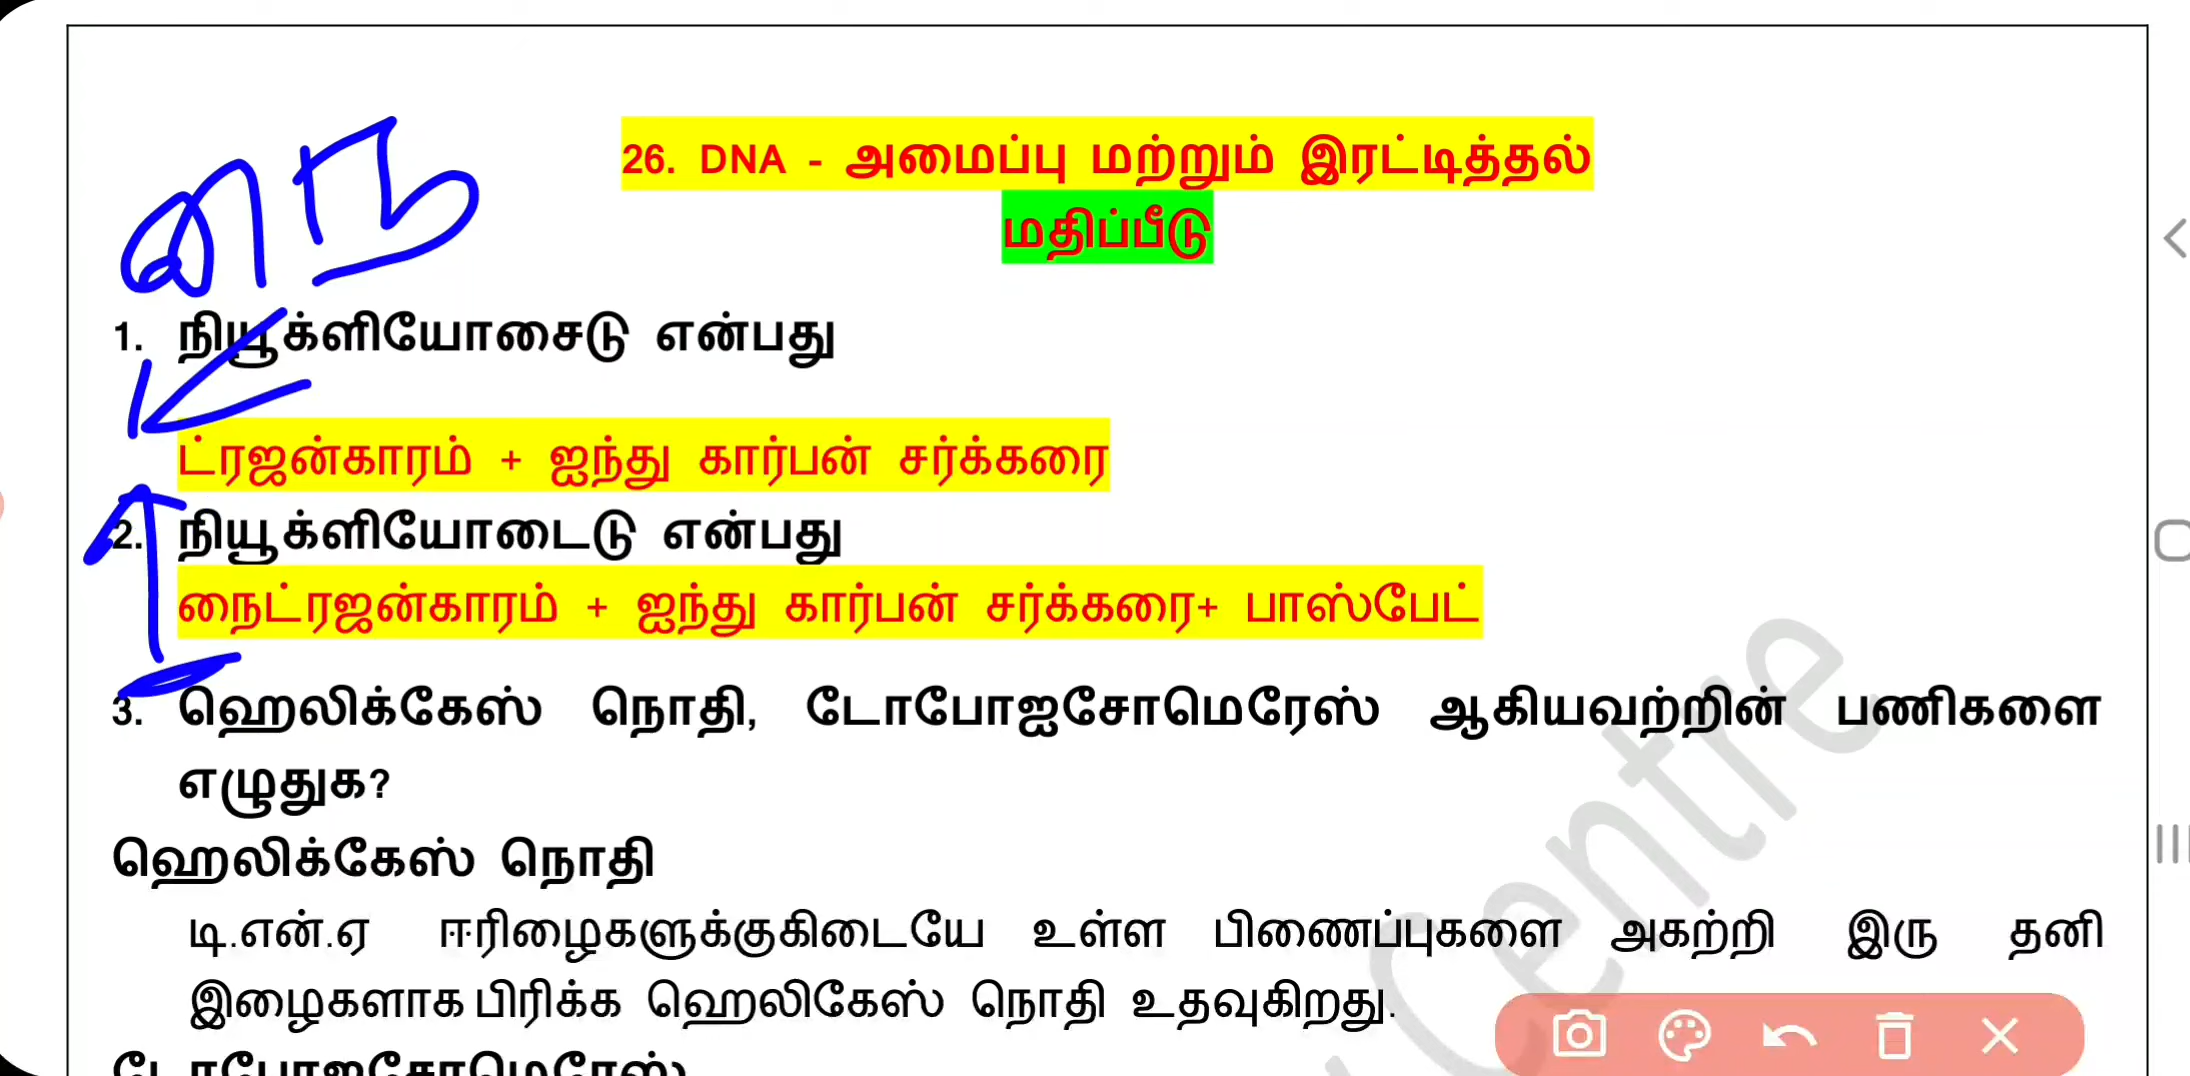 26. DNA - அமைப்பு மற்றும் இரட்டித்தல்
மதிப்பீடு
நை
1. நியூக்ளியோசைடு என்பது
ட்ரஜன்காரம் + ஐந்து கார்பன் சர்க்கரை
2. நியூக்ளியோடைடு என்பது
நைட்ரஜன்காரம் + ஐந்து கார்பன் சர்க்கரை+ பாஸ்பேட்
3. ஹெலிக்கேஸ் நொதி, டோபோஐசோமெரேஸ் ஆகியவற்றின் பணிகளை
எழுதுக?
ஹெலிக்கேஸ் நொதி
டி.என்.ஏ ஈரிழைகளுக்குகிடையே உள்ள பிணைப்புகளை அகற்றி இரு தனி
இழைகளாக பிரிக்க ஹெலிகேஸ் நொதி உதவுகிறது.
டோபோஐசோமெரேஸ்
Centre